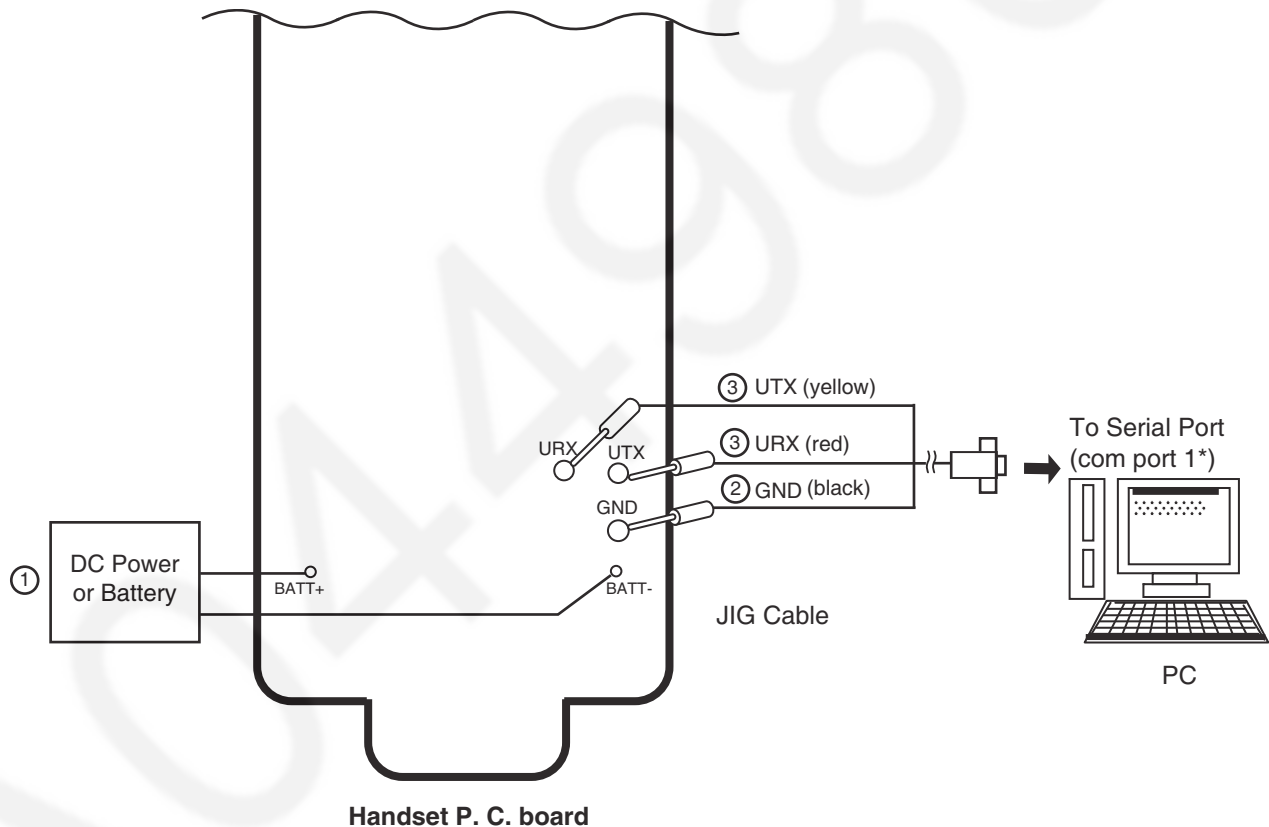 ③ UTX (yellow)
To Serial Port
(com port 1*)
URX
UTX
③ URX (red)
② GND (black)
GND
①
DC Power
or Battery
BATT+
BATT-
JIG Cable
PC
Handset P. C. board